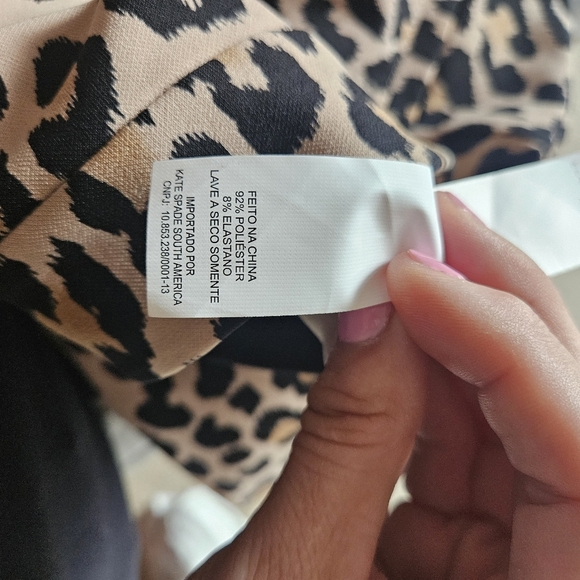 FEITO NA CHINA
92% POLIÉSTER
8% ELASTANO
LAVE A SECO SOMENTE
IMPORTADO POR
KATE SPADE SOUTH AMERICA
CNPJ: 10.853.238/0001-13